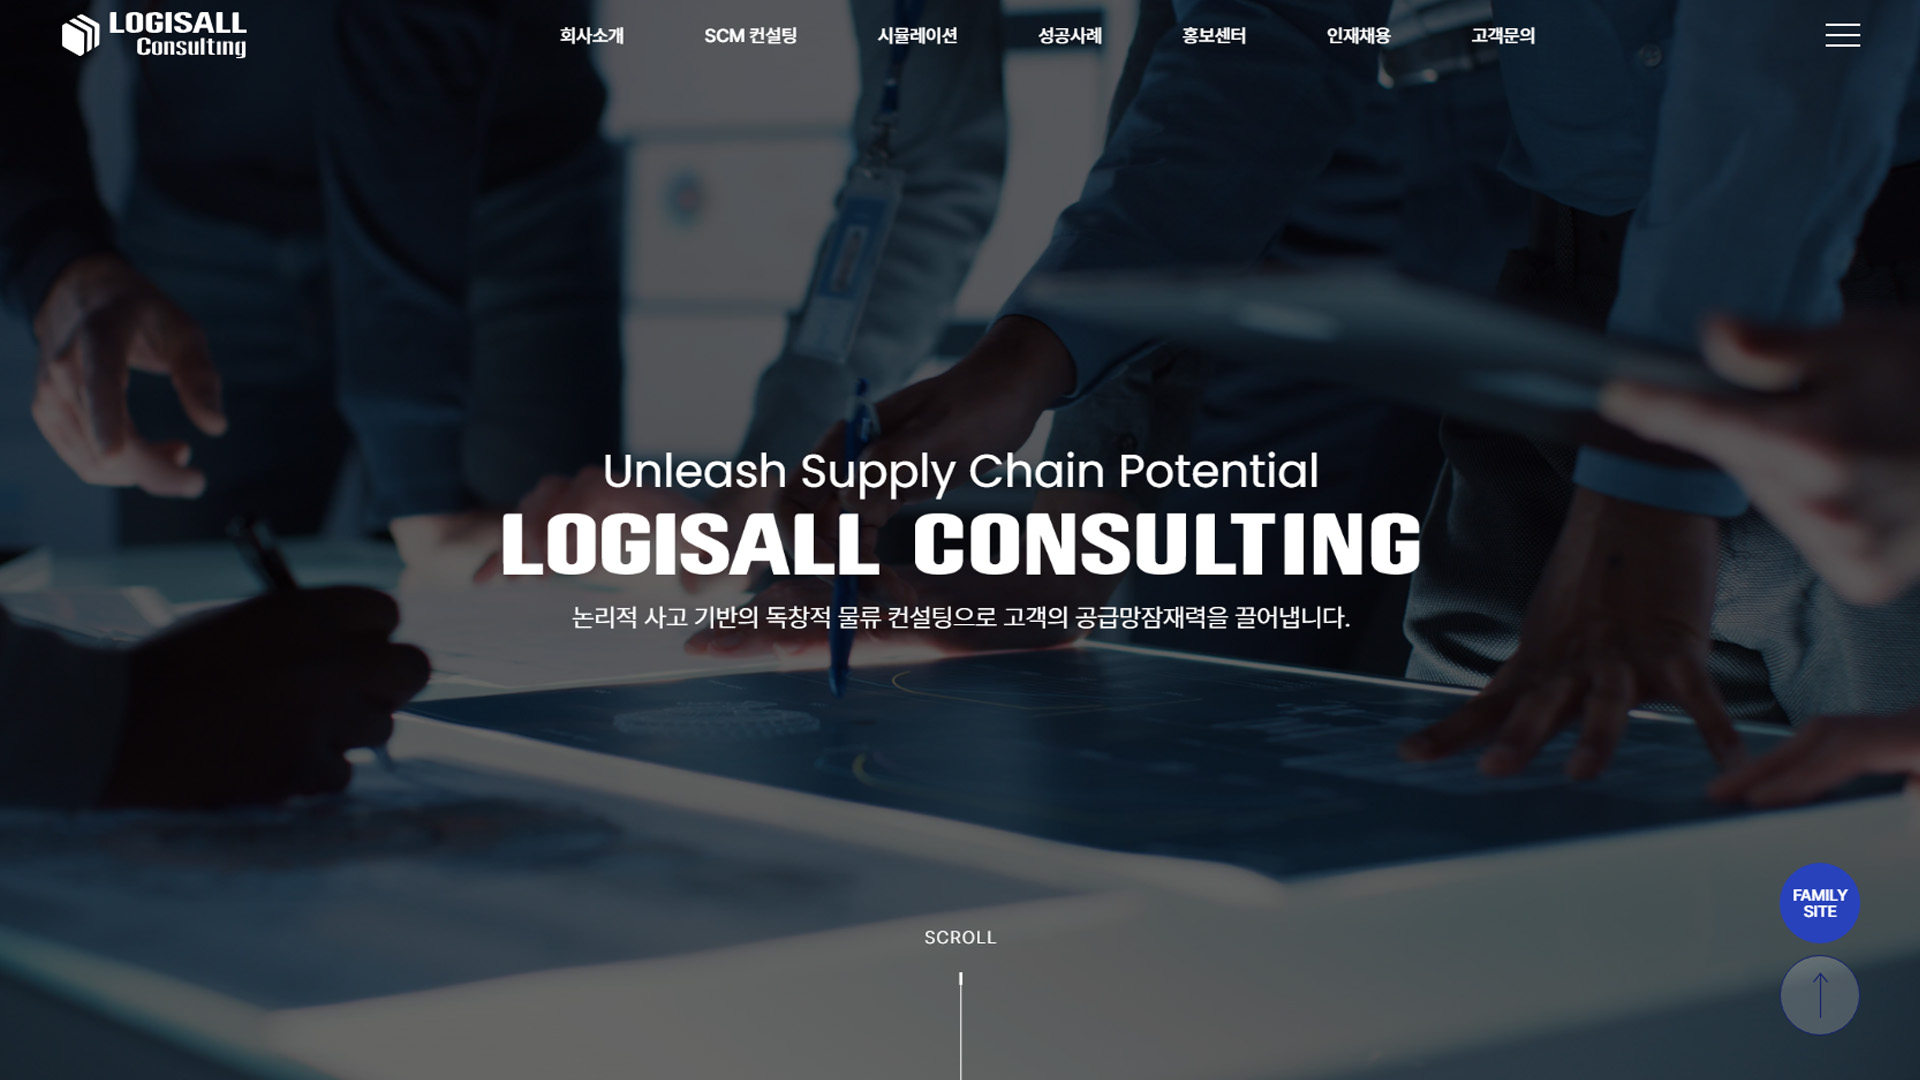 LOGISALL
Consulting
회사소개 SCM 컨설팅 시뮬레이션 성공사례 홍보센터 인재채용 고객문의
Unleash Supply Chain Potential
LOGISALL CONSULTING
논리적 사고 기반의 독창적 물류 컨설팅으로 고객의 공급망잠재력을 끌어냅니다.
SCROLL
FAMILY
SITE